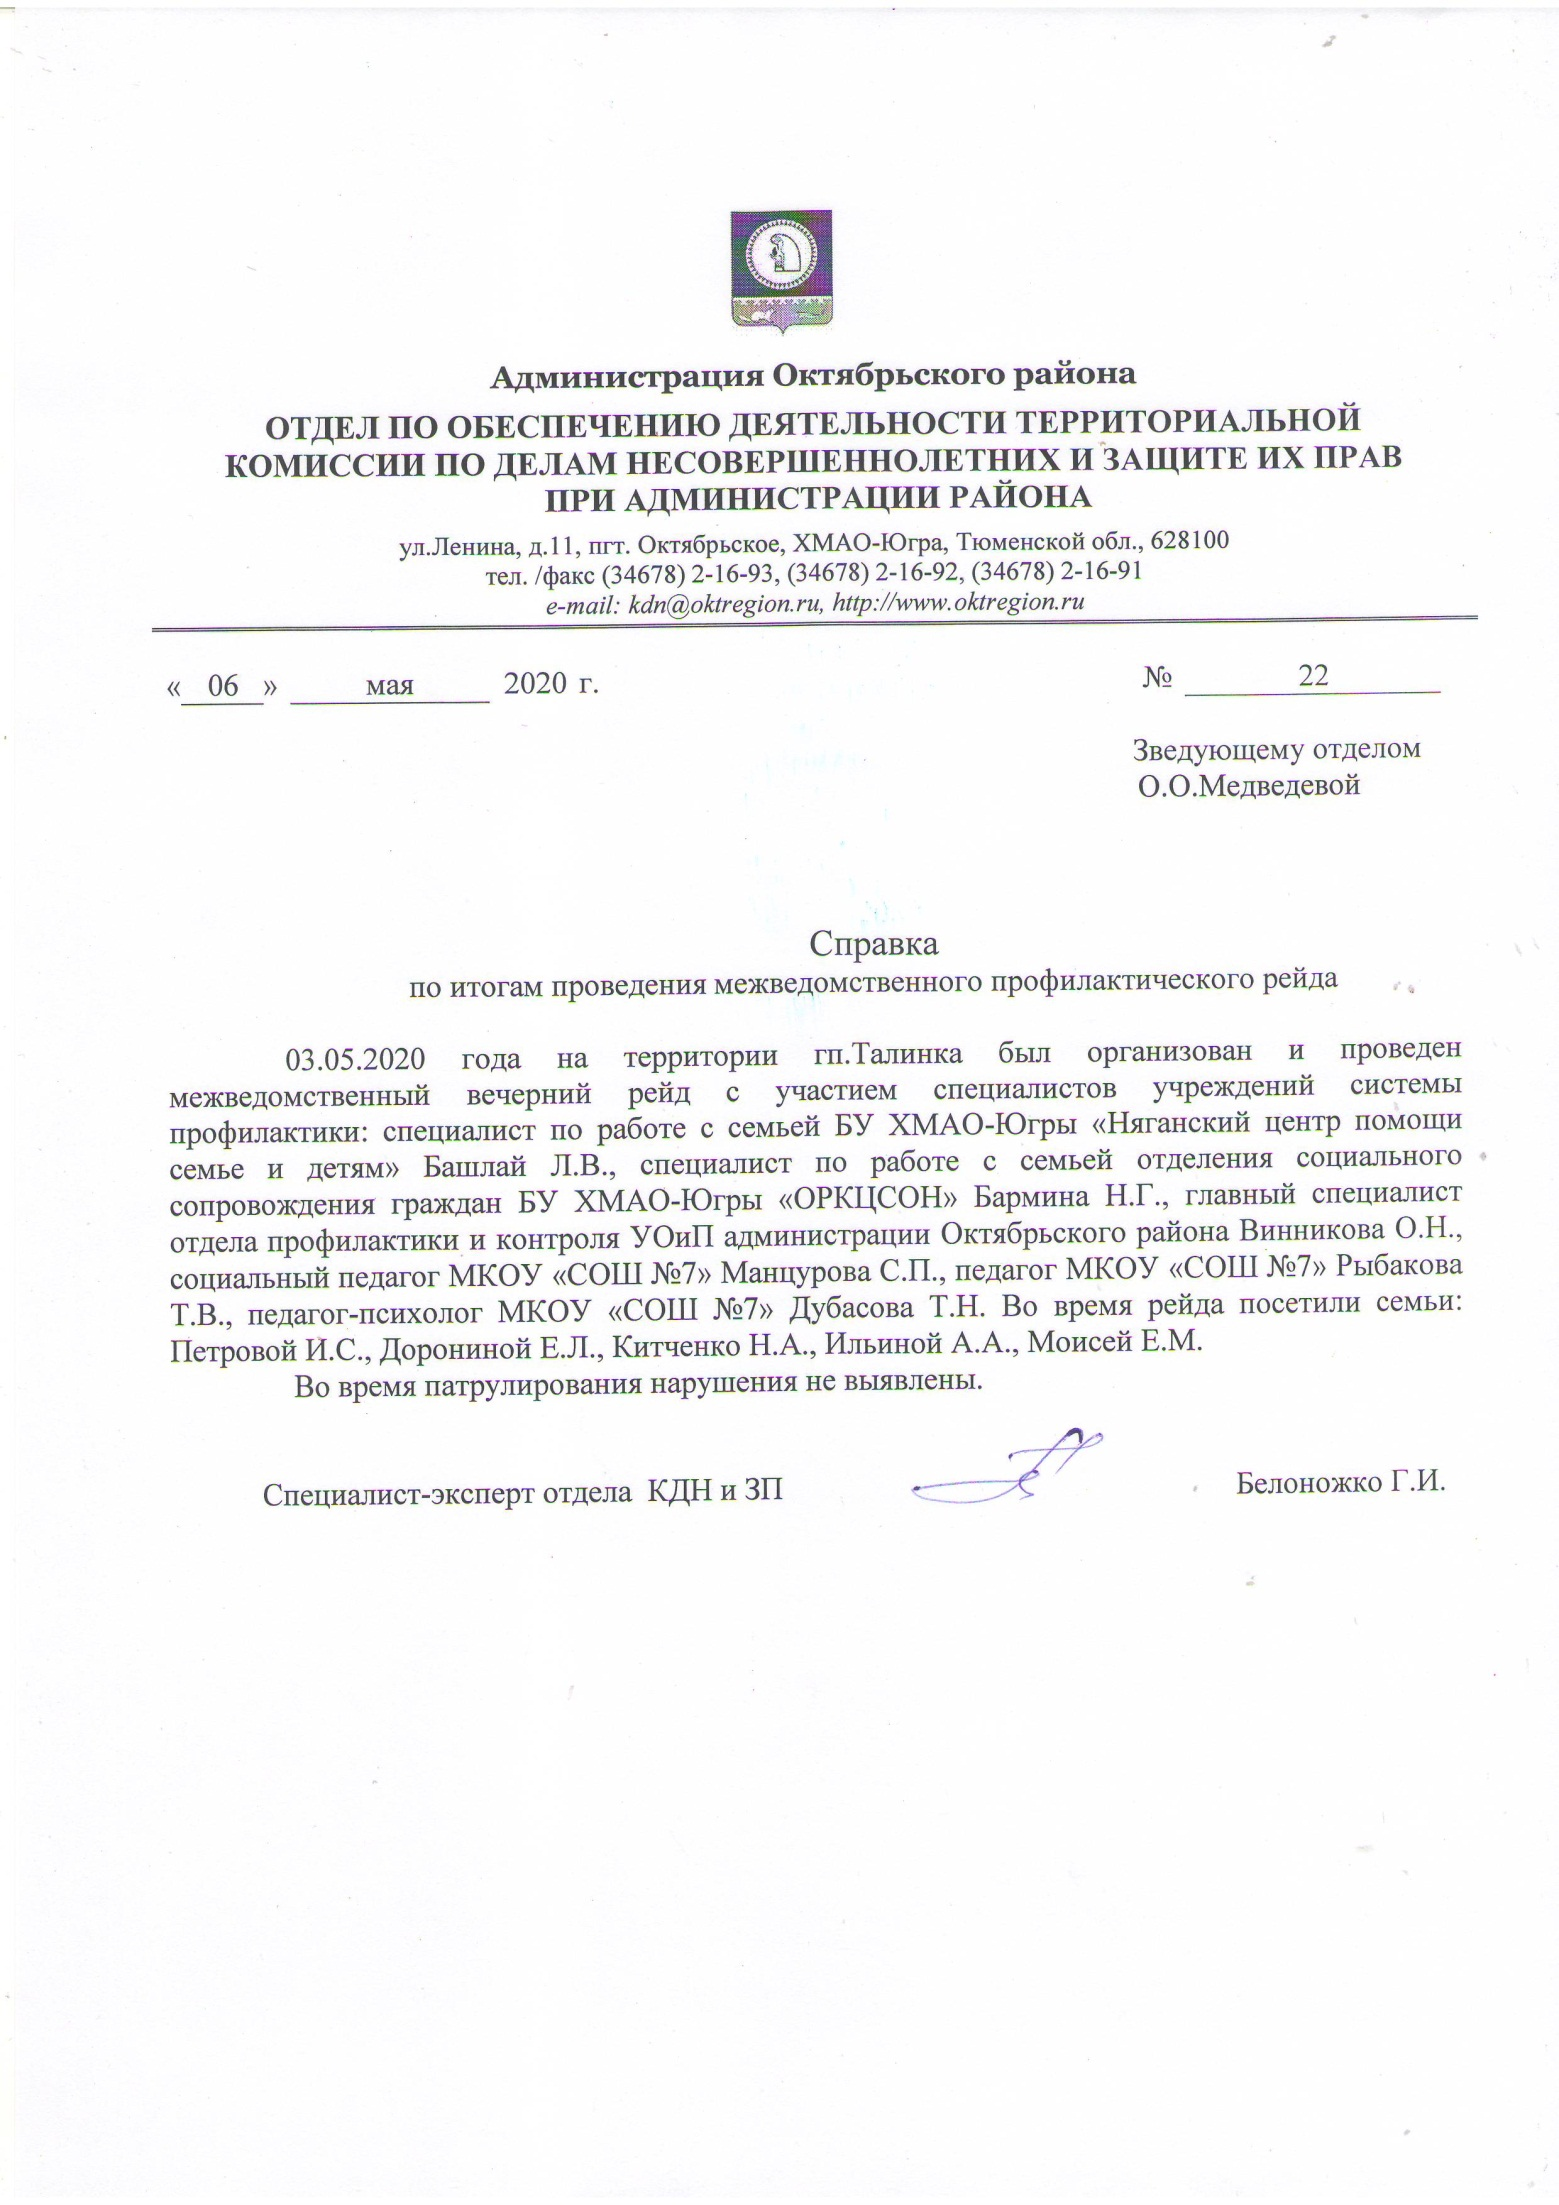 Администрация Октябрьского района
ОТДЕЛ ПО ОБЕСПЕЧЕНИЮ ДЕЯТЕЛЬНОСТИ ТЕРРИТОРИАЛЬНОЙ
КОМИССИИ ПО ДЕЛАМ НЕСОВЕРШЕННОЛЕТНИХ И ЗАЩИТЕ ИХ ПРАВ
ПРИ АДМИНИСТРАЦИИ РАЙОНА
ул.Ленина, д.11, пгт. Октябрьское, ХМАО-Югра, Тюменской обл., 628100
тел. /факс (34678) 2-16-93, (34678) 2-16-92, (34678) 2-16-91
e-mail: kdn@oktregion.ru, http://www.oktregion.ru
« 06 » мая 2020 г. № 22
Зведующему отделом
О.О.Медведевой
Справка
по итогам проведения межведомственного профилактического рейда
03.05.2020 года на территории гп.Талинка был организован и проведен
межведомственный вечерний рейд с участием специалистов учреждений системы
профилактики: специалист по работе с семьей БУ ХМАО-Югры «Няганский центр помощи
семье и детям» Башлай Л.В., специалист по работе с семьей отделения социального
сопровождения граждан БУ ХМАО-Югры «ОРКЦСОН» Бармина Н.Г., главный специалист
отдела профилактики и контроля УОиП администрации Октябрьского района Винникова О.Н.,
социальный педагог МКОУ «СОШ №7» Манцурова С.П., педагог МКОУ «СОШ №7» Рыбакова
Т.В., педагог-психолог МКОУ «СОШ №7» Дубасова Т.Н. Во время рейда посетили семьи:
Петровой И.С., Дорониной Е.Л., Китченко Н.А., Ильиной А.А., Моисей Е.М.
Во время патрулирования нарушения не выявлены.
Специалист-эксперт отдела КДН и ЗП Белоножко Г.И.